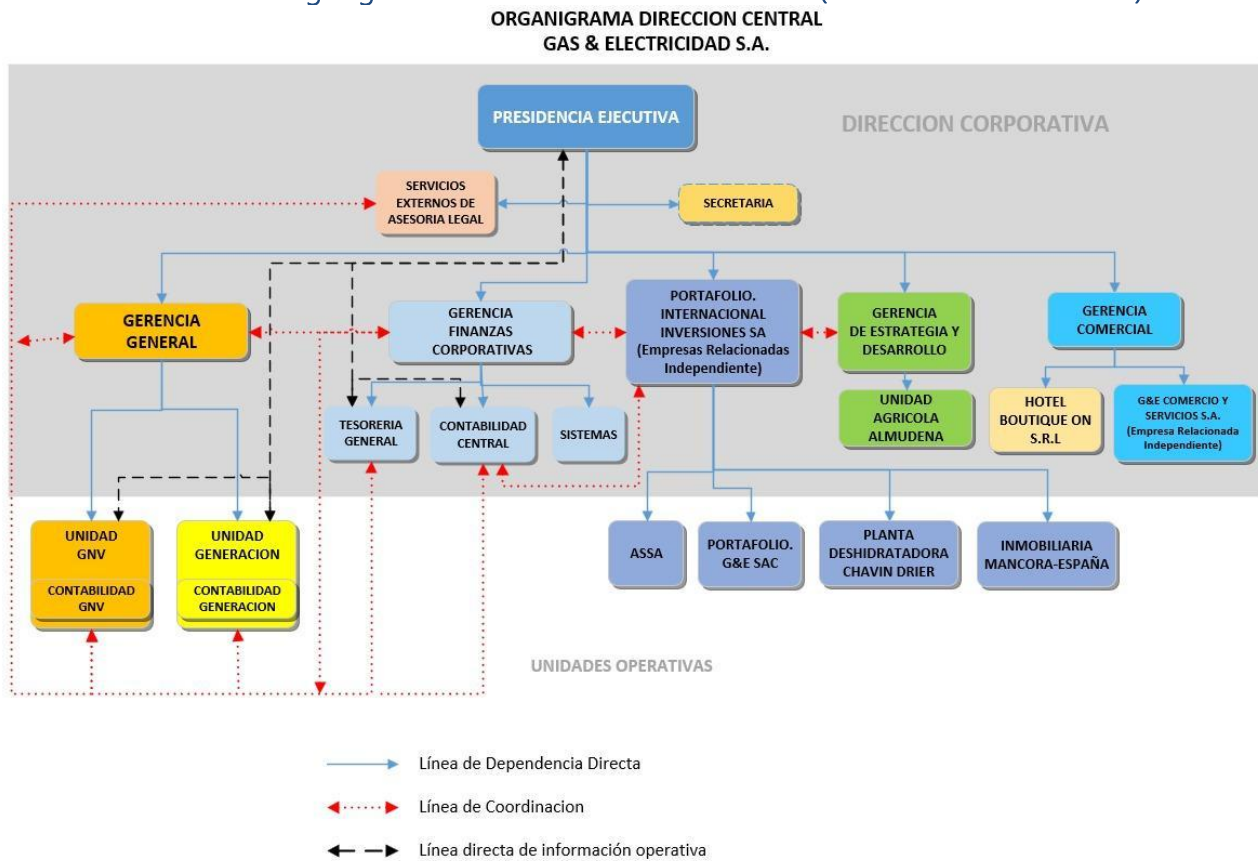 ORGANIGRAMA DIRECCION CENTRAL
GAS & ELECTRICIDAD S.A.
PRESIDENCIA EJECUTIVA
DIRECCION CORPORATIVA
SERVICIOS
EXTERNOS DE
ASESORIA LEGAL
SECRETARIA
GERENCIA
GENERAL
GERENCIA
FINANZAS
CORPORATIVAS
PORTAFOLIO.
INTERNACIONAL
INVERSIONES SA
(Empresas Relacionadas
Independiente)
GERENCIA
DE ESTRATEGIA Y
DESARROLLO
GERENCIA
COMERCIAL
TESORERIA
GENERAL
CONTABILIDAD
CENTRAL
SISTEMAS
UNIDAD
AGRICOLA
ALMUDENA
HOTEL
BOUTIQUE ON
S.R.L
G&E COMERCIO Y
SERVICIOS S.A.
(Empresa Relacionada
Independiente)
UNIDAD
GNV
CONTABILIDAD
GNV
UNIDAD
GENERACION
CONTABILIDAD
GENERACION
ASSA
PORTAFOLIO.
G&E SAC
PLANTA
DESHIDRATADORA
CHAVIN DRIER
INMOBILIARIA
MANCORA-ESPAÑA
UNIDADES OPERATIVAS
Línea de Dependencia Directa
Línea de Coordinacion
Línea directa de información operativa